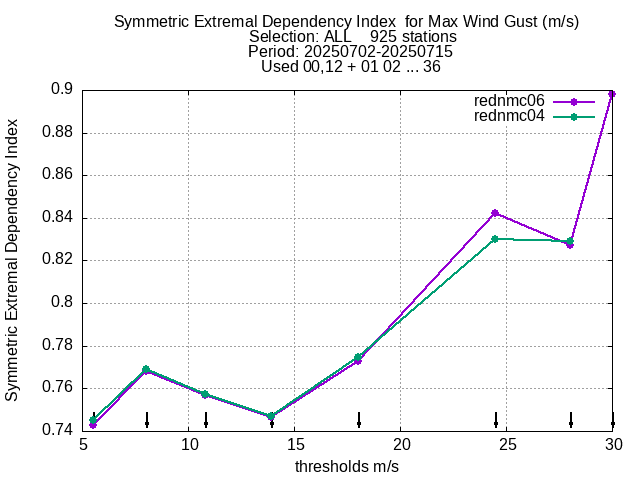 Symmetric Extremal Dependency Index  for Max Wind Gust (m/s)
Selection: ALL    925 stations
Period: 20250702-20250715
Used 00,12 + 01 02 ... 36
rednmc06
rednmc04
Symmetric Extremal Dependency Index
0.9
0.88
0.86
0.84
0.82
0.8
0.78
0.76
0.74
5 10 15 20 25 30
thresholds m/s